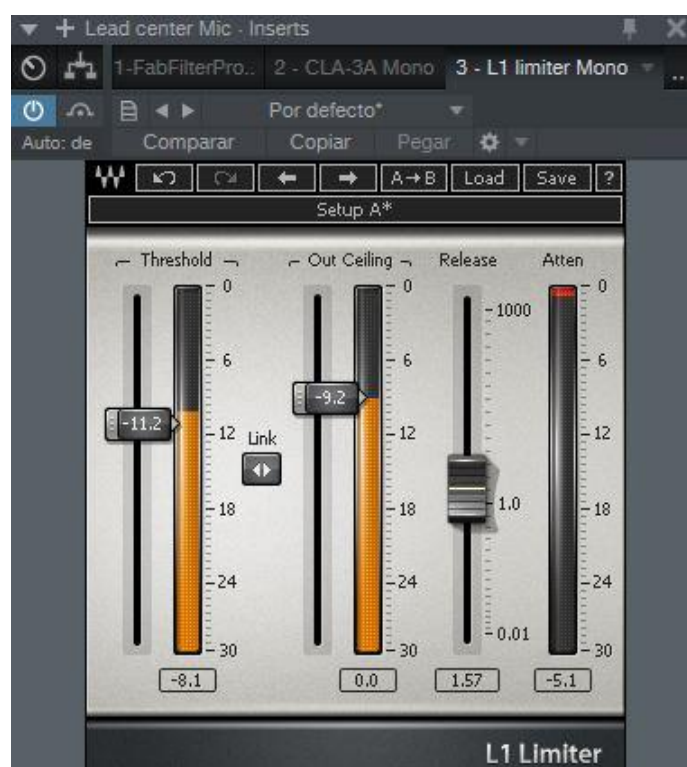 Lead center Mic - Inserts
1-FabFilterPro.. 2 - CLA-3A Mono 3 - L1 limiter Mono ..
Por defecto*
Auto: de Comparar Copiar Pegar
A→B Load Save ?
Setup A*
Threshold Out Ceiling Release Atten
0 0 0
1000
6 6 6
-11.2 -9.2
12 12 12
Link
18 18 1.0 18
24 24 24
0.01
30 30 30
-8.1 0.0 1.57 -5.1
L1 Limiter